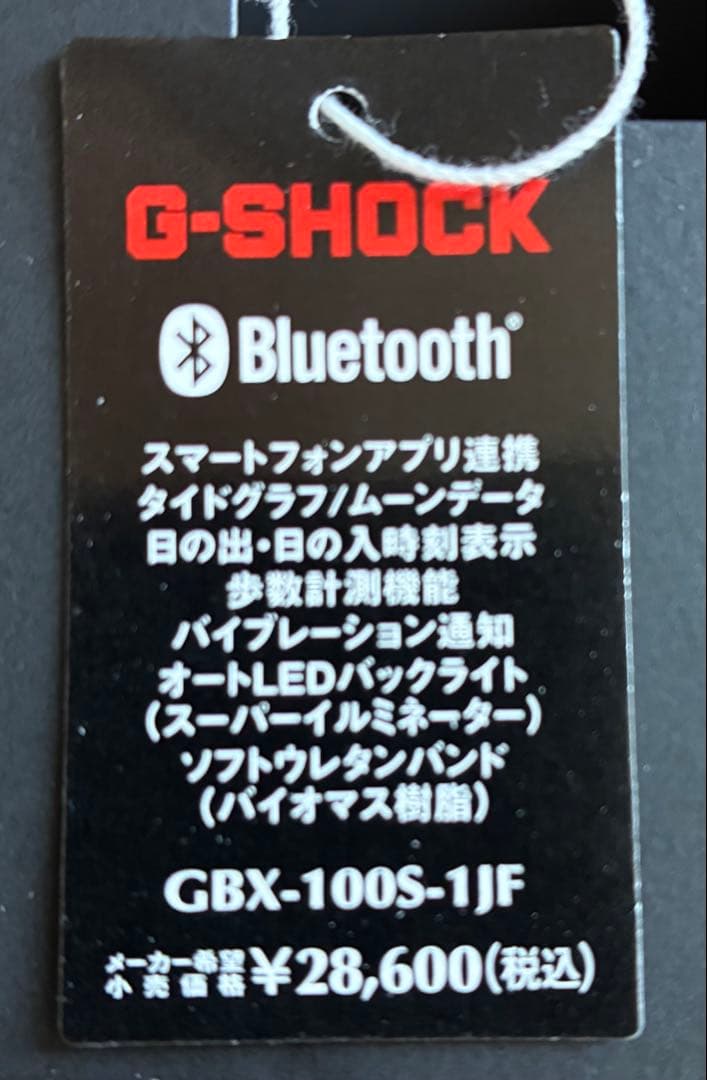 G-SHOCK
Bluetooth®
スマートフォンアプリ連携
タイドグラフ/ムーンデータ
日の出・日の入時刻表示
歩数計測機能
バイブレーション通知
オートLEDバックライト
(スーパーイルミネーター)
ソフトウレタンバンド
(バイオマス樹脂)
GBX-100S-1JF
メーカー希望小売価格 ¥28,600(税込)